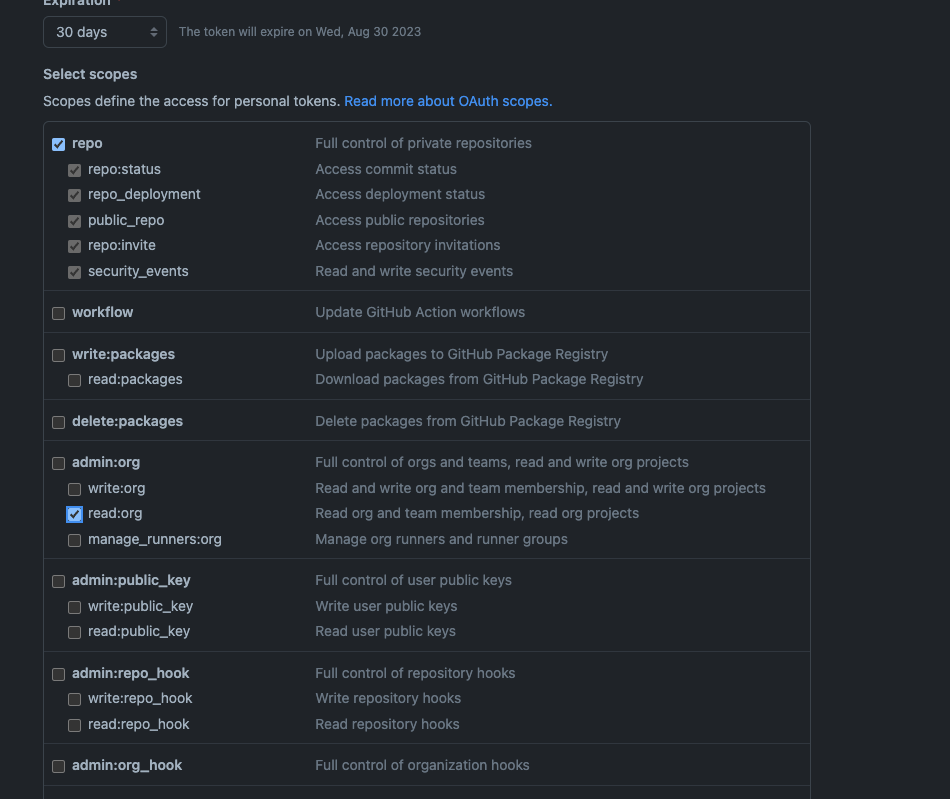 Expiration *
30 days The token will expire on Wed, Aug 30 2023
Select scopes
Scopes define the access for personal tokens. Read more about OAuth scopes.
repo Full control of private repositories
repo:status Access commit status
repo_deployment Access deployment status
public_repo Access public repositories
repo:invite Access repository invitations
security_events Read and write security events
workflow Update GitHub Action workflows
write:packages Upload packages to GitHub Package Registry
read:packages Download packages from GitHub Package Registry
delete:packages Delete packages from GitHub Package Registry
admin:org Full control of orgs and teams, read and write org projects
write:org Read and write org and team membership, read and write org projects
read:org Read org and team membership, read org projects
manage_runners:org Manage org runners and runner groups
admin:public_key Full control of user public keys
write:public_key Write user public keys
read:public_key Read user public keys
admin:repo_hook Full control of repository hooks
write:repo_hook Write repository hooks
read:repo_hook Read repository hooks
admin:org_hook Full control of organization hooks